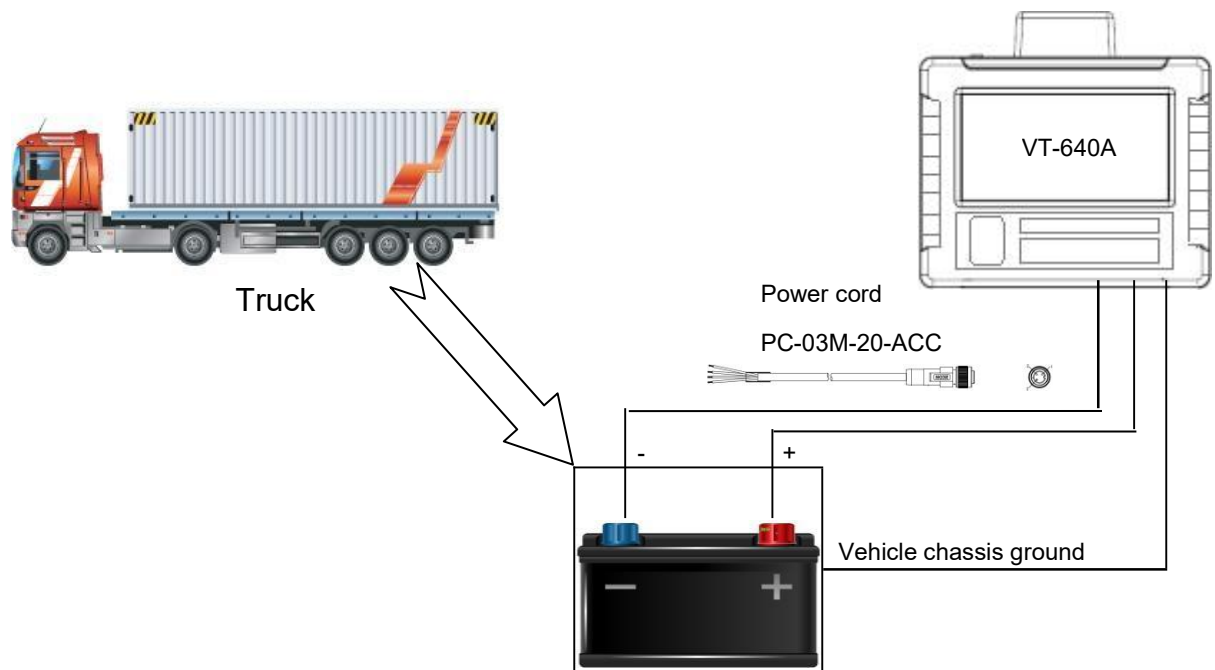 VT-640A
Truck
Power cord
PC-03M-20-ACC
-
+
Vehicle chassis ground